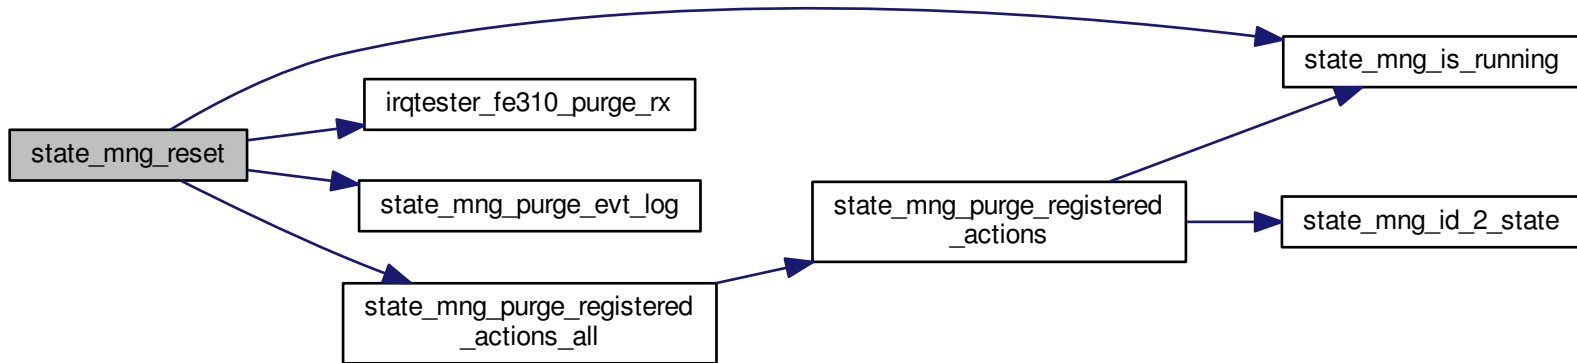 state_mng_reset
irqtester_fe310_purge_rx
state_mng_purge_evt_log
state_mng_purge_registered
_actions_all
state_mng_purge_registered
_actions
state_mng_is_running
state_mng_id_2_state